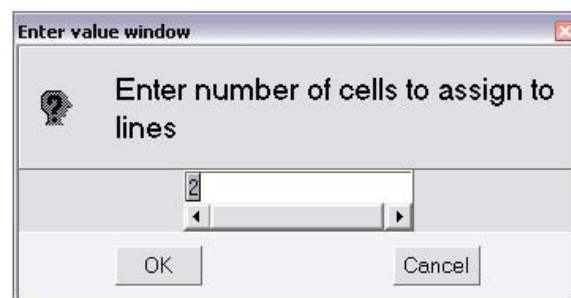 Enter value window
Enter number of cells to assign to
lines
2
OK
Cancel